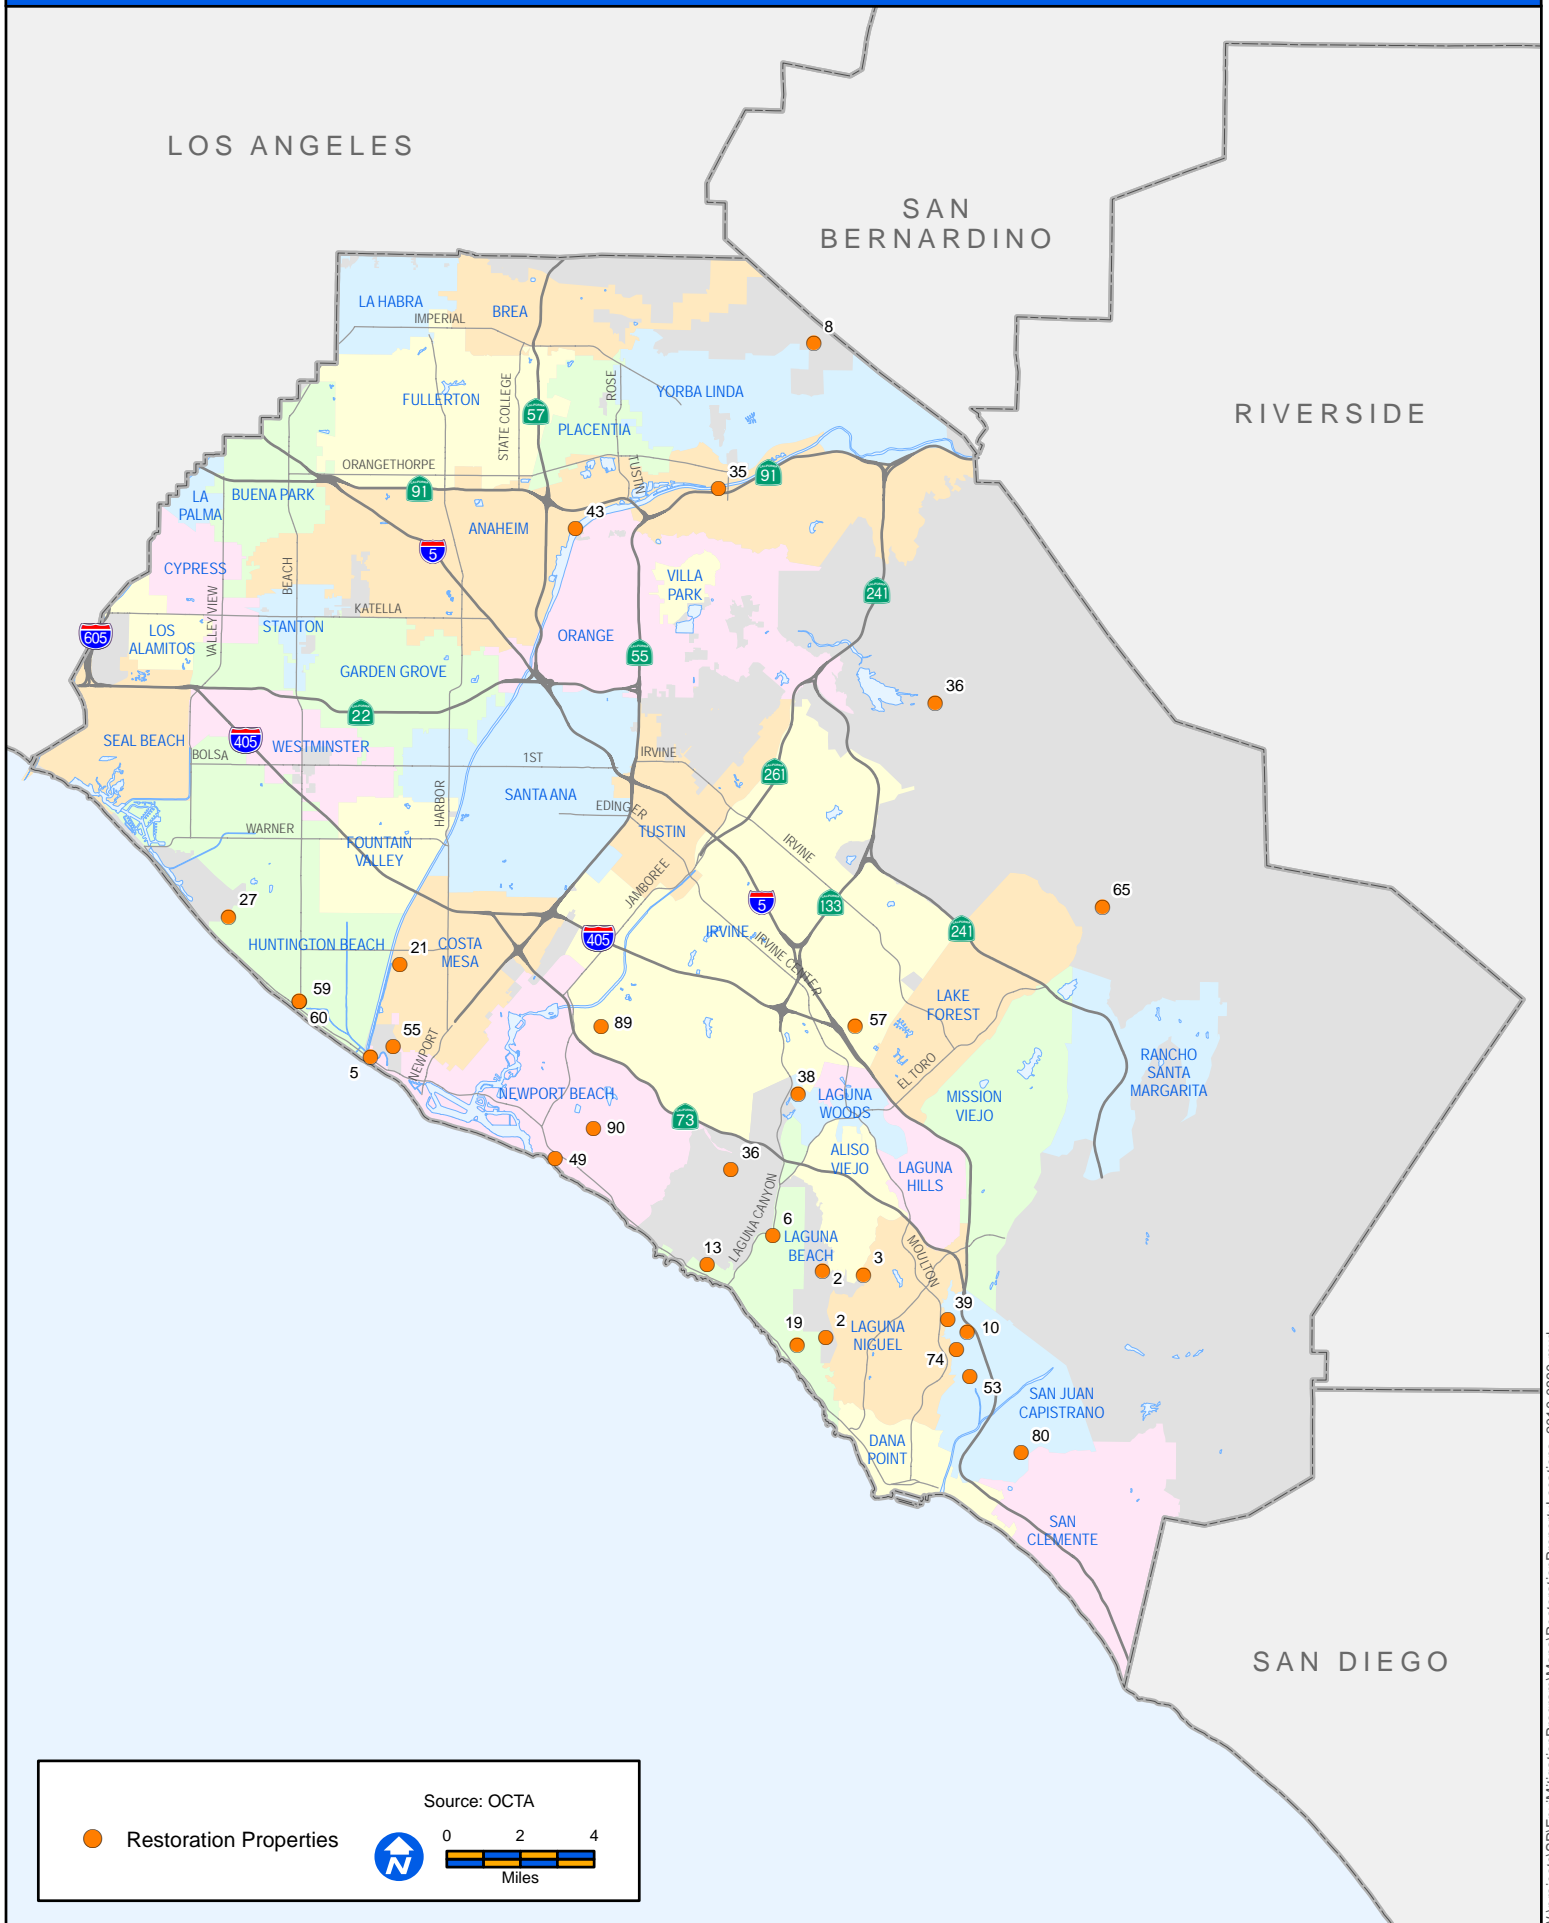 LOS ANGELES
SAN
BERNARDINO
RIVERSIDE
LA HABRA
BREA
IMPERIAL
8
FULLERTON
STATE COLLEGE
57
ROSE
YORBA LINDA
PLACENTIA
ORANGETHORPE
TUSTIN
35
91
LA
PALMA
BUENA PARK
91
43
ANAHEIM
5
CYPRESS
BEACH
VILLA
PARK
241
VALLEY VIEW
KATELLA
605
LOS
ALAMITOS
STANTON
ORANGE
55
GARDEN GROVE
36
22
SEAL BEACH
405
WESTMINSTER
BOLSA
1ST
IRVINE
261
HARBOR
SANTA ANA
EDINGER
WARNER
TUSTIN
FOUNTAIN
VALLEY
IRVINE
JAMBOREE
65
27
5
133
241
HUNTINGTON BEACH
21
COSTA
MESA
405
IRVINE
IRVINE CENTER
59
60
LAKE
FOREST
55
89
57
5
NEWPORT
EL TORO
RANCHO
SANTA
MARGARITA
38
LAGUNA
WOODS
MISSION
VIEJO
NEWPORT BEACH
73
90
49
36
ALISO
VIEJO
LAGUNA
HILLS
LAGUNA CANYON
6
LAGUNA
BEACH
13
2
3
MOULTON
39
19
2
LAGUNA
NIGUEL
10
74
53
SAN JUAN
CAPISTRANO
80
DANA
POINT
SAN
CLEMENTE
SAN DIEGO
Source: OCTA
Restoration Properties
N
0 2 4
Miles